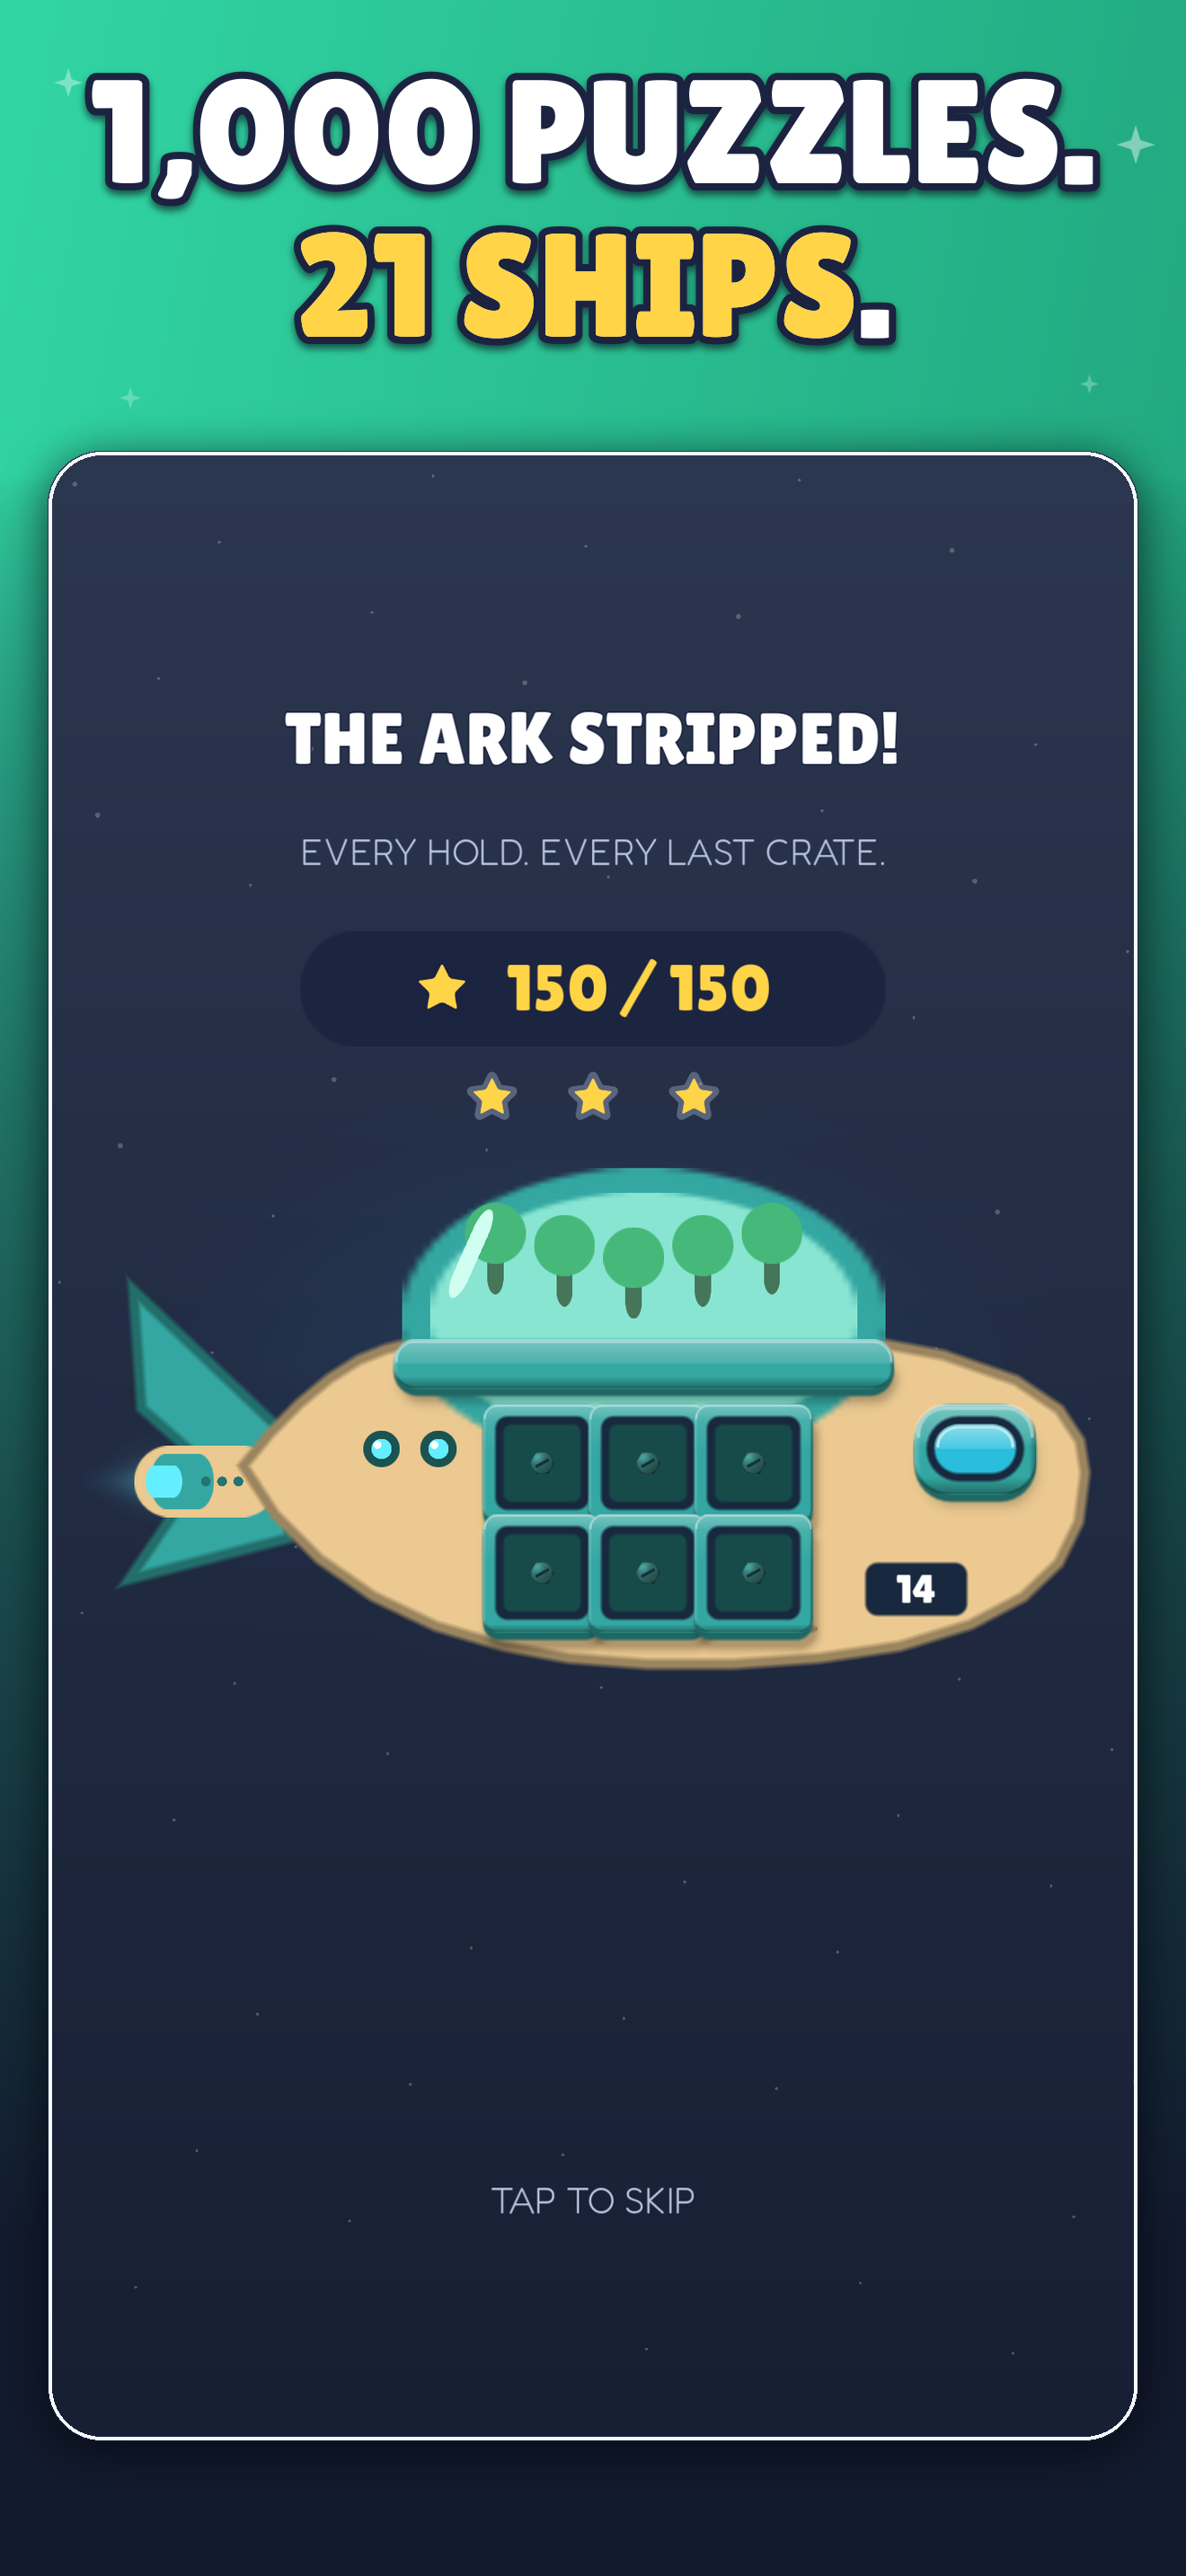 1,000 PUZZLES.
21 SHIPS.
THE ARK STRIPPED!
EVERY HOLD. EVERY LAST CRATE.
150 / 150
14
TAP TO SKIP